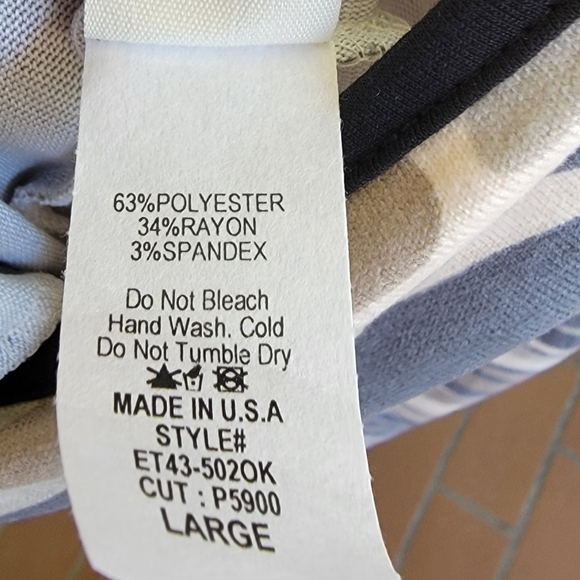 63%POLYESTER
34%RAYON
3%SPANDEX
Do Not Bleach
Hand Wash. Cold
Do Not Tumble Dry
MADE IN U.S.A
STYLE#
ET43-502OK
CUT : P5900
LARGE